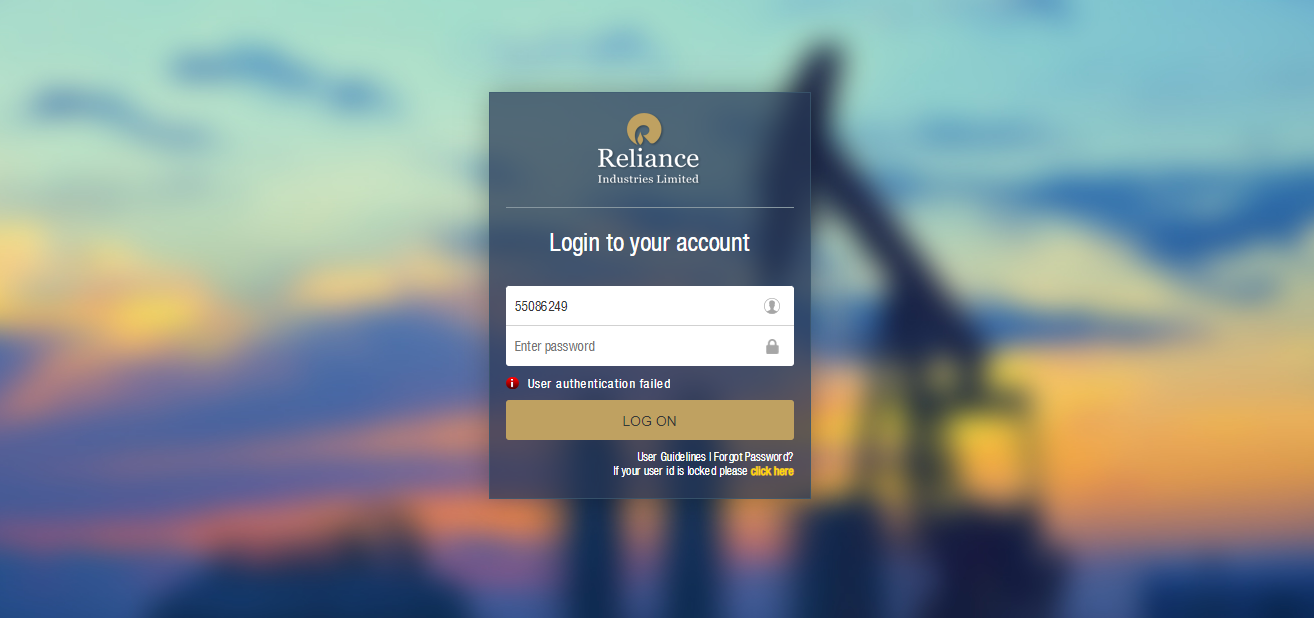 Reliance
Industries Limited
Login to your account
55086249
Enter password
User authentication failed
LOG ON
User Guidelines | Forgot Password?
If your user id is locked please click here